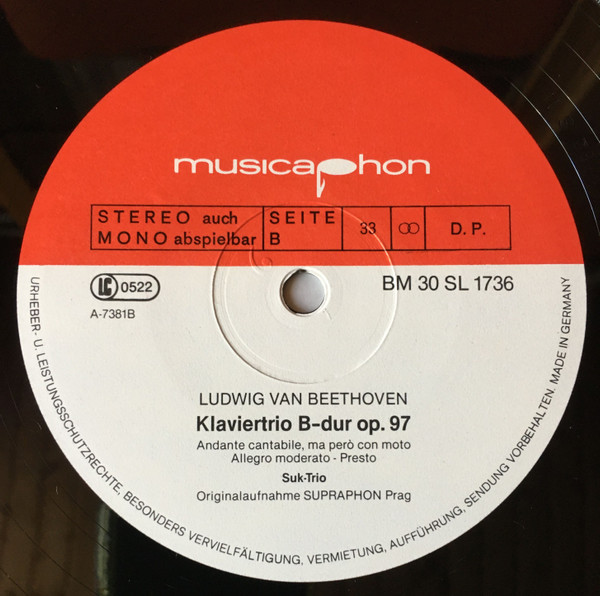 musicaphon
STEREO auch
MONO abspielbar
SEITE
B
33
D. P.
LC 0522
BM 30 SL 1736
A-7381B
LUDWIG VAN BEETHOVEN
Klaviertrio B-dur op. 97
Andante cantabile, ma però con moto
Allegro moderato - Presto
Suk-Trio
Originalaufnahme SUPRAPHON Prag
URHEBER- U. LEISTUNGSSCHUTZRECHTE, BESONDERS VERVIELFÄLTIGUNG, VERMIETUNG, AUFFÜHRUNG, SENDUNG VORBEHALTEN. MADE IN GERMANY